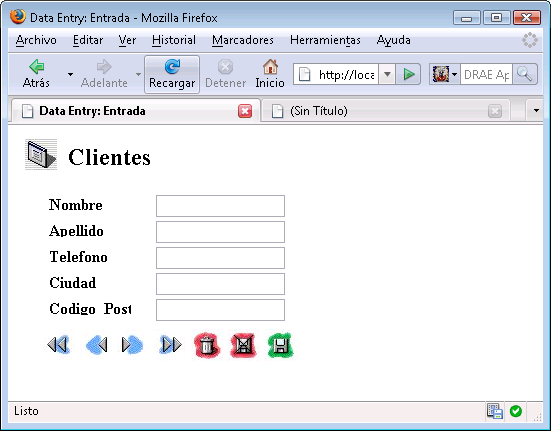 Data Entry: Entrada - Mozilla Firefox
Archivo Editar Ver Historial Marcadores Herramientas Ayuda
Atrás Adelante Recargar Detener Inicio http://loca DRAE Ap
Data Entry: Entrada (Sin Título)
Clientes
Nombre
Apellido
Telefono
Ciudad
Codigo Post
Listo